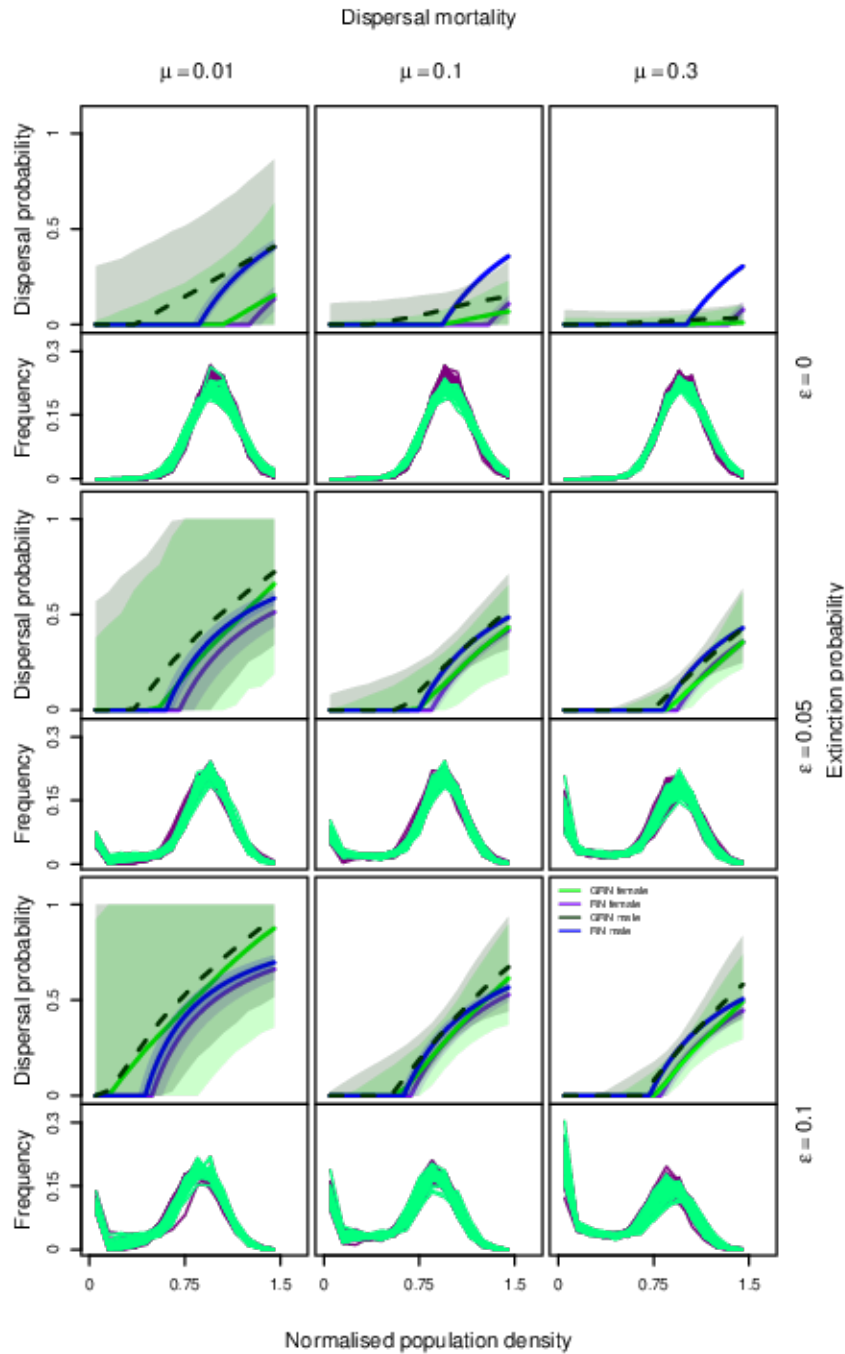 Dispersal mortality
μ = 0.01
μ = 0.1
μ = 0.3
Dispersal probability
1
0.5
0
Frequency
0.3
0.15
0
ε = 0
Dispersal probability
1
0.5
0
Frequency
0.3
0.15
0
ε = 0.05
Extinction probability
Dispersal probability
1
0.5
0
GRN female
RN female
GRN male
RN male
Frequency
0.3
0.15
0
ε = 0.1
0 0.75 1.5
0 0.75 1.5
0 0.75 1.5
Normalised population density